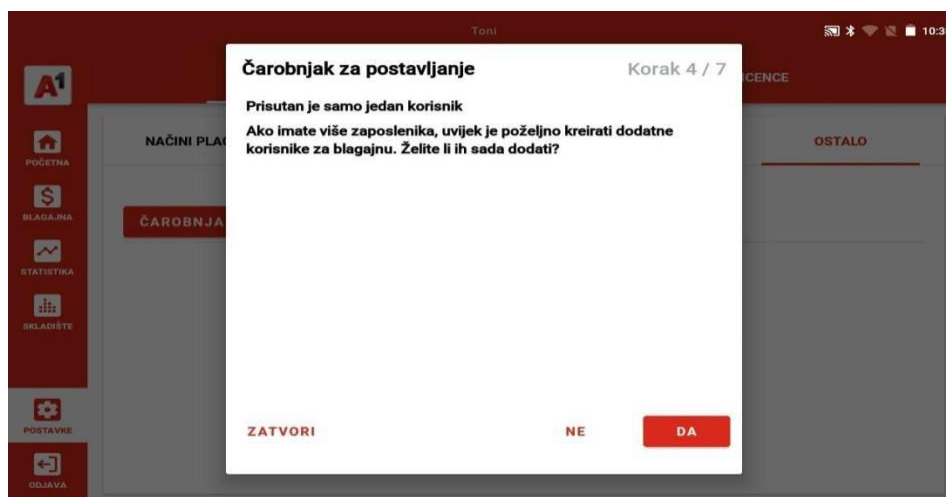 Toni
10:3
A1
Čarobnjak za postavljanje
Korak 4 / 7
ICENCE
Prisutan je samo jedan korisnik
Ako imate više zaposlenika, uvijek je poželjno kreirati dodatne
korisnike za blagajnu. Želite li ih sada dodati?
NAČINI PLA
OSTALO
POČETNA
BLAGAJNA
ČAROBNJA
STATISTIKA
SKLADIŠTE
POSTAVKE
ZATVORI
NE
DA
ODJAVA